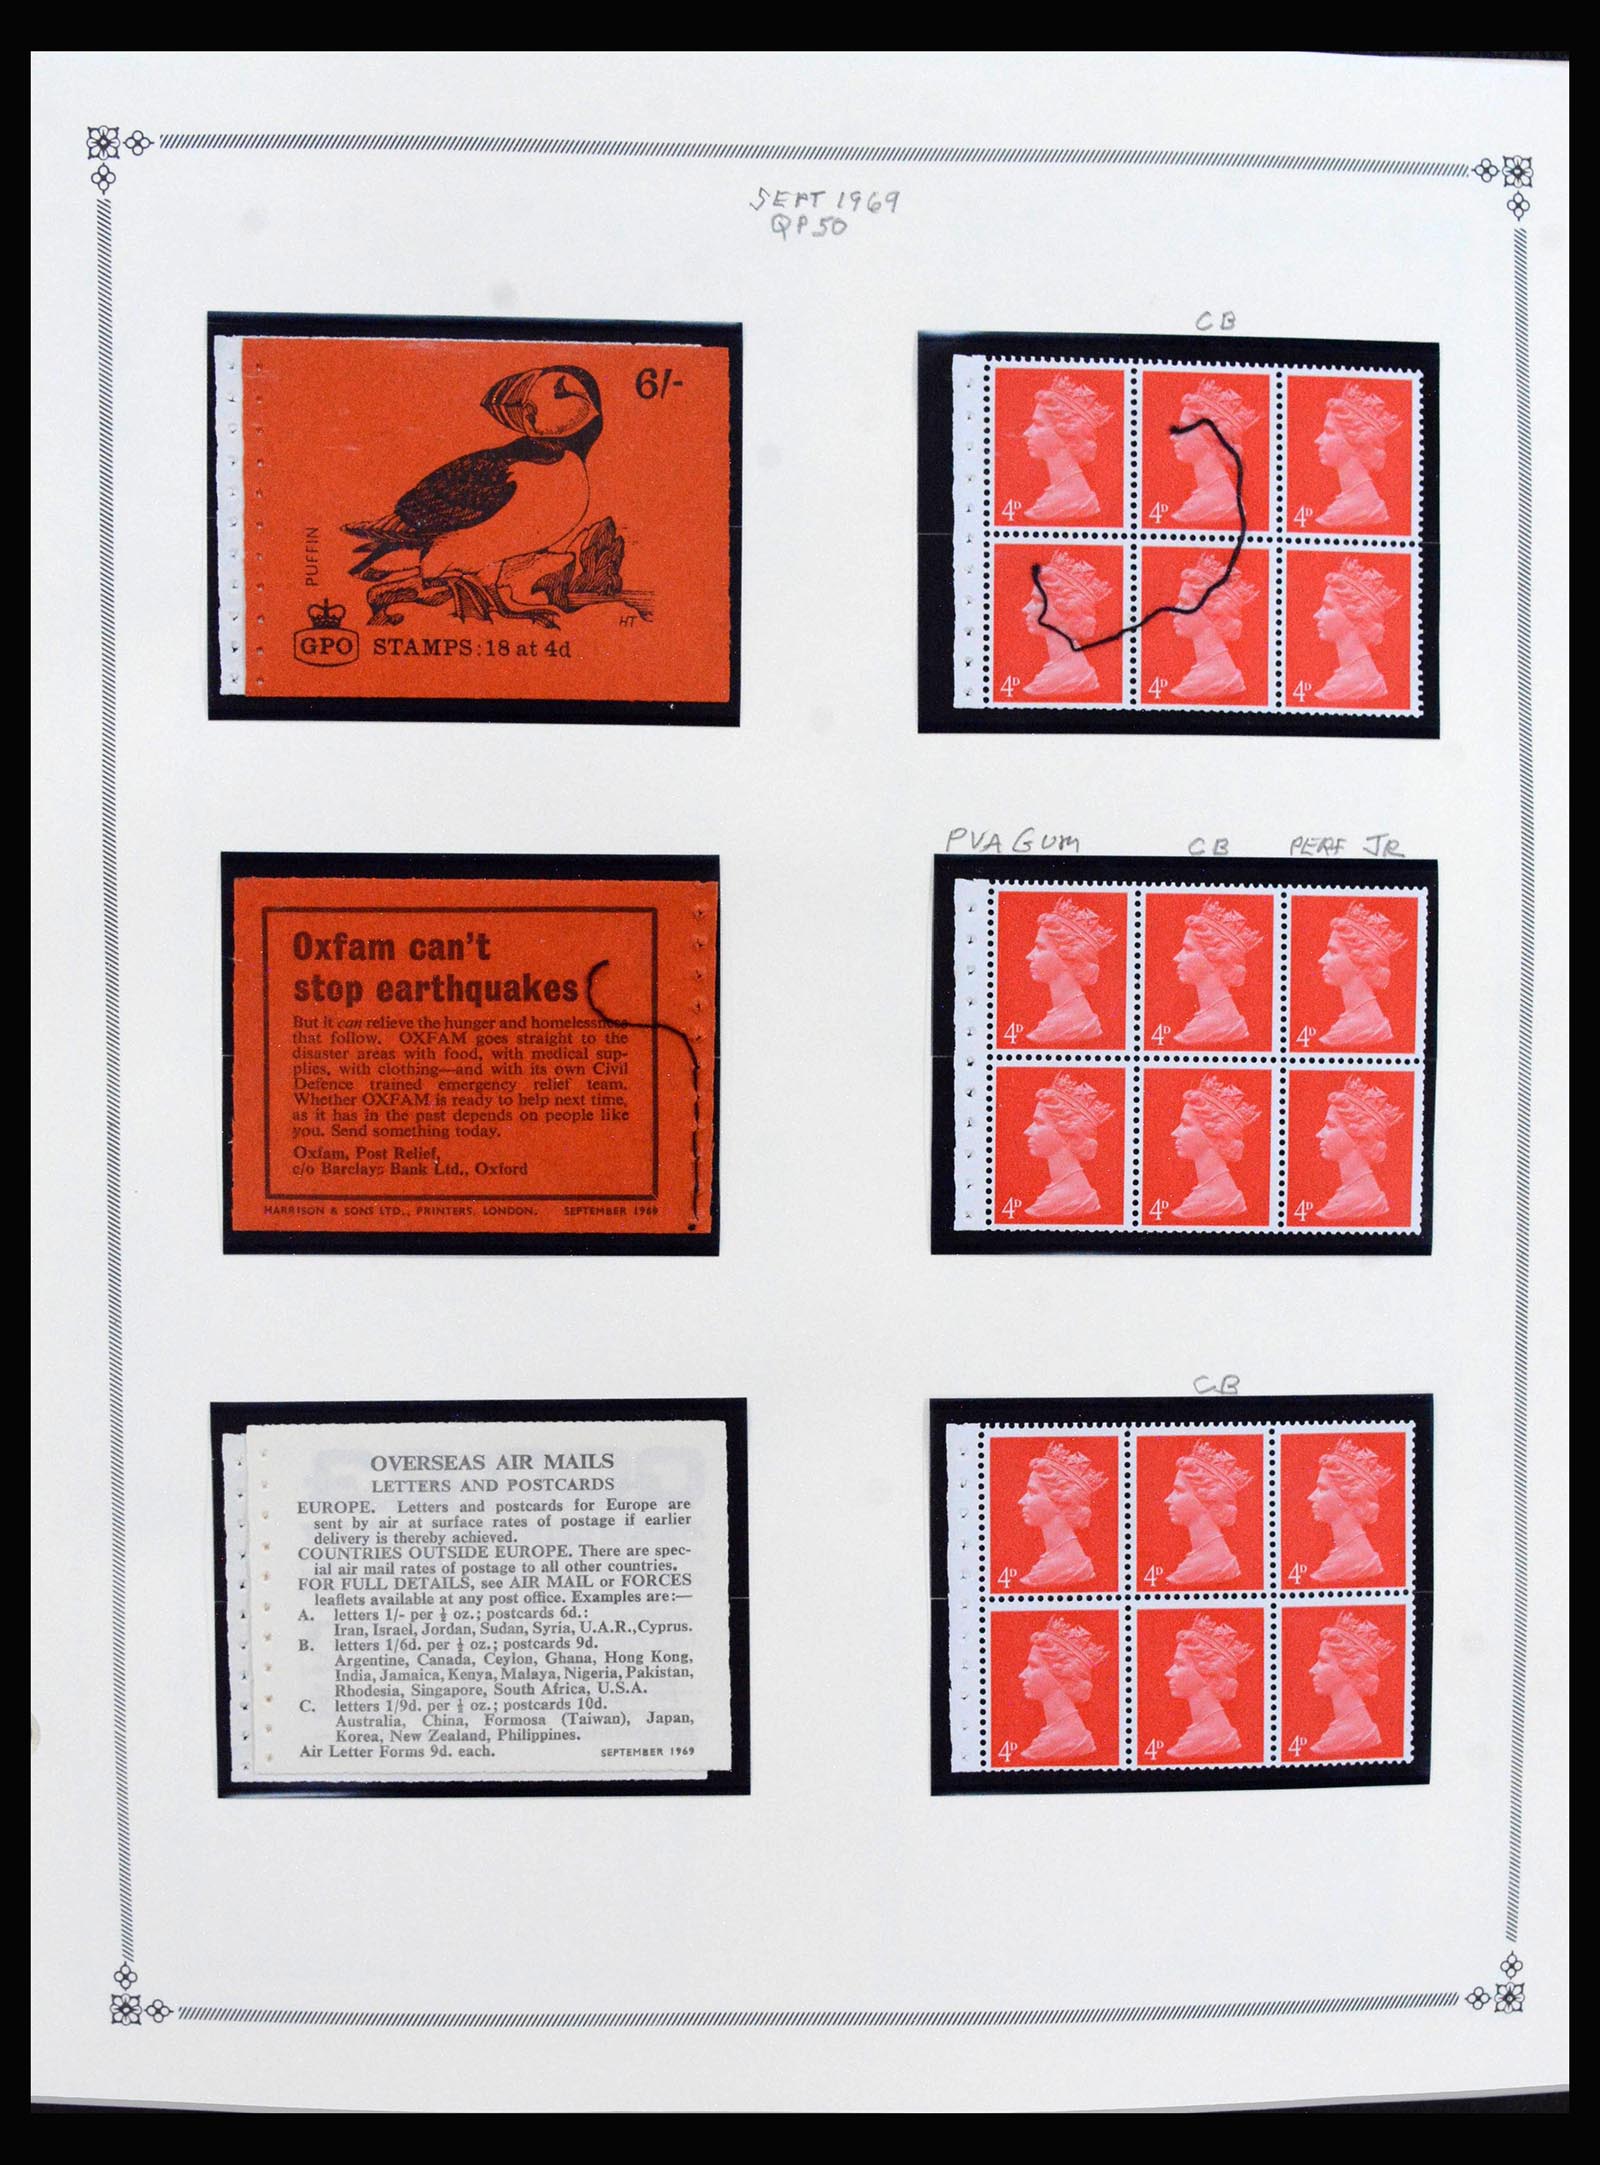 SEPT 1969
QP50
6/-
PUFFIN
HT
GPO STAMPS:18 at 4d
CB
4D 4D 4D
4D 4D 4D
Oxfam can't
stop earthquakes
But it can relieve the hunger and homelessness
that follow. OXFAM goes straight to the
disaster areas with food, with medical sup-
plies, with clothing—and with its own Civil
Defence trained emergency relief team.
Whether OXFAM is ready to help next time,
as it has in the past depends on people like
you. Send something today.
Oxfam, Post Relief,
c/o Barclays Bank Ltd., Oxford
HARRISON & SONS LTD., PRINTERS, LONDON. SEPTEMBER 1969
PVA GUM CB PERF JR
4D 4D 4D
4D 4D 4D
OVERSEAS AIR MAILS
LETTERS AND POSTCARDS
EUROPE. Letters and postcards for Europe are
sent by air at surface rates of postage if earlier
delivery is thereby achieved.
COUNTRIES OUTSIDE EUROPE. There are spec-
ial air mail rates of postage to all other countries.
FOR FULL DETAILS, see AIR MAIL or FORCES
leaflets available at any post office. Examples are:—
A. letters 1/- per ½ oz.; postcards 6d.:
Iran, Israel, Jordan, Sudan, Syria, U.A.R., Cyprus.
B. letters 1/6d. per ½ oz.; postcards 9d.
Argentine, Canada, Ceylon, Ghana, Hong Kong,
India, Jamaica, Kenya, Malaya, Nigeria, Pakistan,
Rhodesia, Singapore, South Africa, U.S.A.
C. letters 1/9d. per ½ oz.; postcards 10d.
Australia, China, Formosa (Taiwan), Japan,
Korea, New Zealand, Philippines.
Air Letter Forms 9d. each. SEPTEMBER 1969
CB
4D 4D 4D
4D 4D 4D